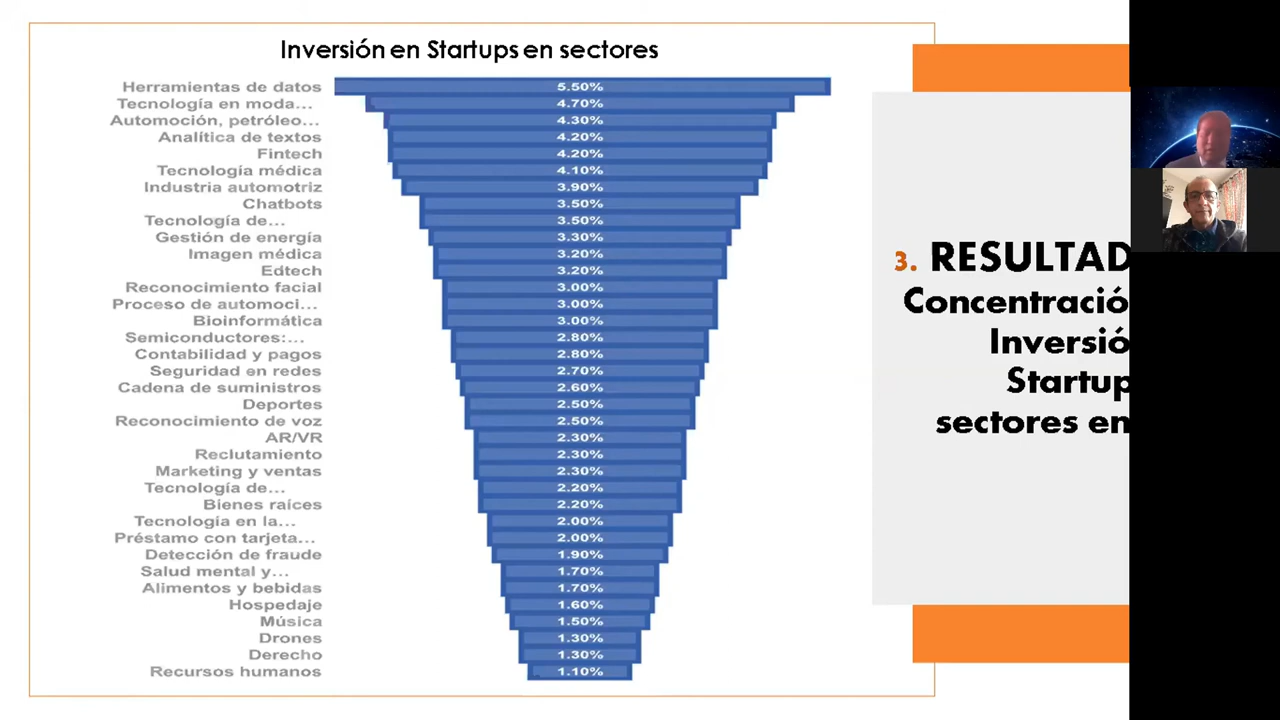 Inversión en Startups en sectores
Herramientas de datos 5.50%
Tecnología en moda... 4.70%
Automoción, petróleo... 4.30%
Analítica de textos 4.20%
Fintech 4.20%
Tecnología médica 4.10%
Industria automotriz 3.90%
Chatbots 3.50%
Tecnología de... 3.50%
Gestión de energía 3.30%
Imagen médica 3.20%
Edtech 3.20%
Reconocimiento facial 3.00%
Proceso de automoci... 3.00%
Bioinformática 3.00%
Semiconductores:... 2.80%
Contabilidad y pagos 2.80%
Seguridad en redes 2.70%
Cadena de suministros 2.60%
Deportes 2.50%
Reconocimiento de voz 2.50%
AR/VR 2.30%
Reclutamiento 2.30%
Marketing y ventas 2.30%
Tecnología de... 2.20%
Bienes raíces 2.20%
Tecnologia en la... 2.00%
Préstamo con tarjeta... 2.00%
Detección de fraude 1.90%
Salud mental y... 1.70%
Alimentos y bebidas 1.70%
Hospedaje 1.60%
Música 1.50%
Drones 1.30%
Derecho 1.30%
Recursos humanos 1.10%
3. RESULTAD
Concentració
Inversió
Startup
sectores en